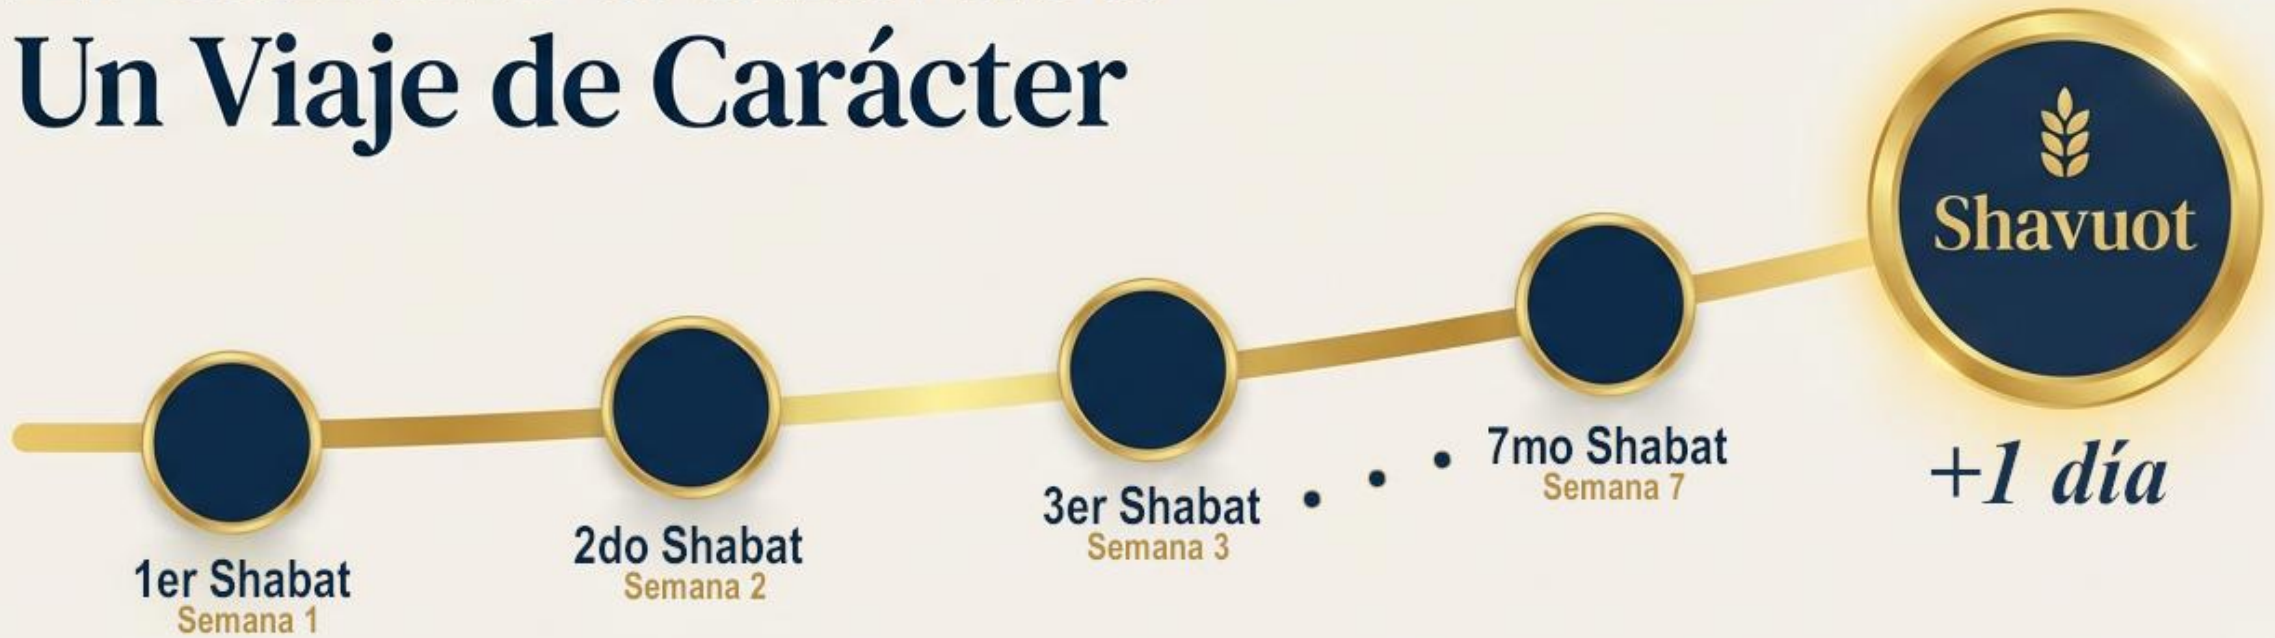 Un Viaje de Carácter
Shavuot
1er Shabat
Semana 1
2do Shabat
Semana 2
3er Shabat
Semana 3
7mo Shabat
Semana 7
+1 día